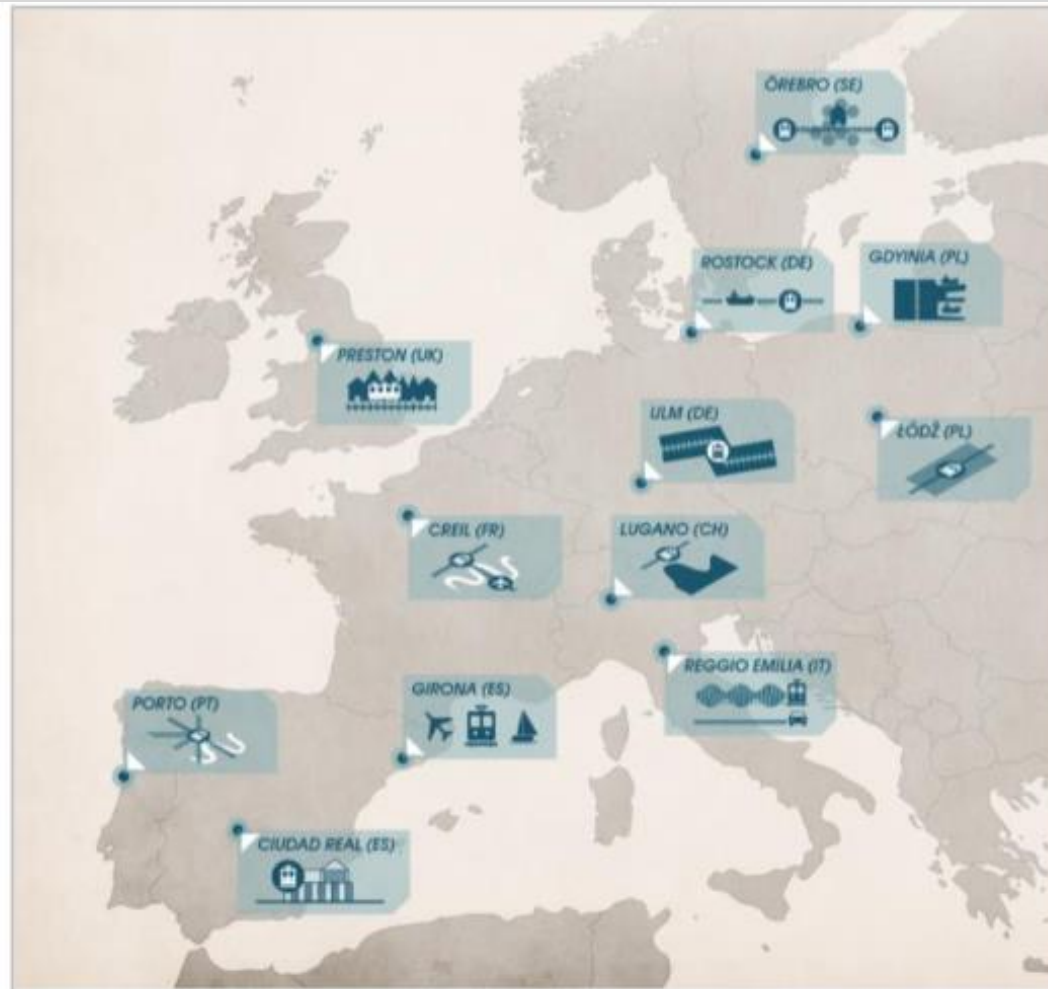 ÖREBRO (SE)
ROSTOCK (DE)
GDYINIA (PL)
PRESTON (UK)
ULM (DE)
ŁÓDŹ (PL)
CREIL (FR)
LUGANO (CH)
REGGIO EMILIA (IT)
GIRONA (ES)
PORTO (PT)
CIUDAD REAL (ES)